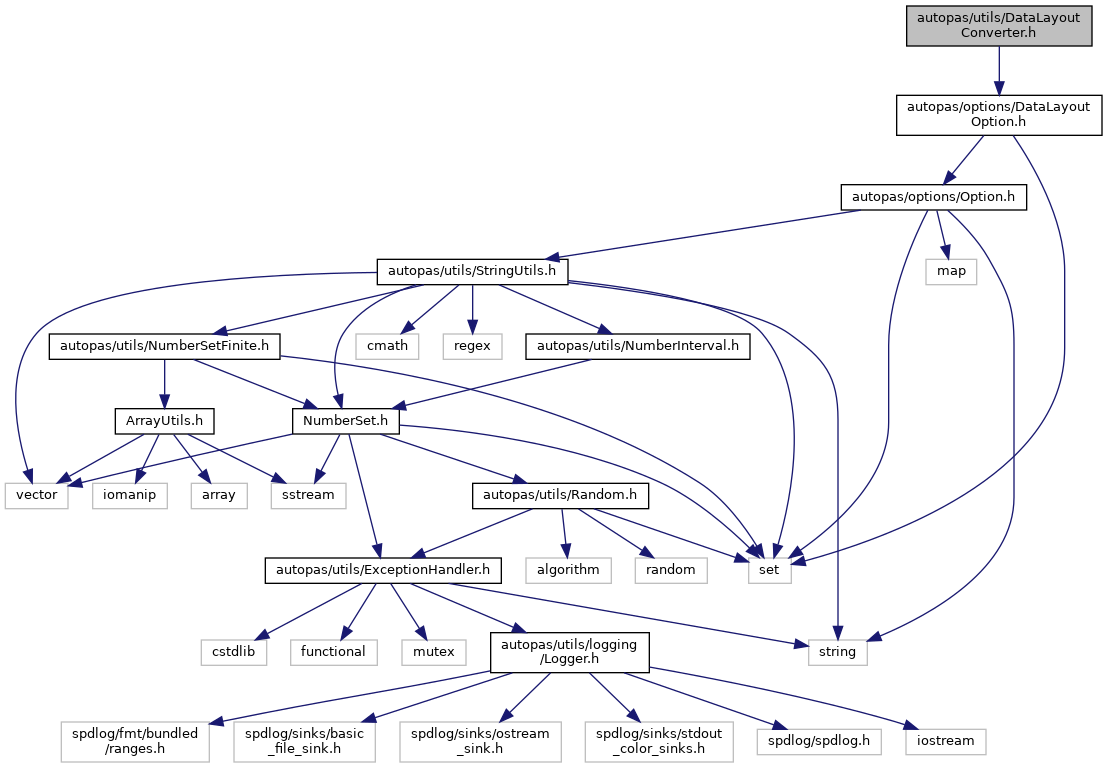 autopas/utils/DataLayout
Converter.h
autopas/options/DataLayout
Option.h
autopas/options/Option.h
autopas/utils/StringUtils.h
map
autopas/utils/NumberSetFinite.h
cmath
regex
autopas/utils/NumberInterval.h
ArrayUtils.h
NumberSet.h
vector
iomanip
array
sstream
autopas/utils/Random.h
autopas/utils/ExceptionHandler.h
algorithm
random
set
cstdlib
functional
mutex
autopas/utils/logging
/Logger.h
string
spdlog/fmt/bundled
/ranges.h
spdlog/sinks/basic
_file_sink.h
spdlog/sinks/ostream
_sink.h
spdlog/sinks/stdout
_color_sinks.h
spdlog/spdlog.h
iostream